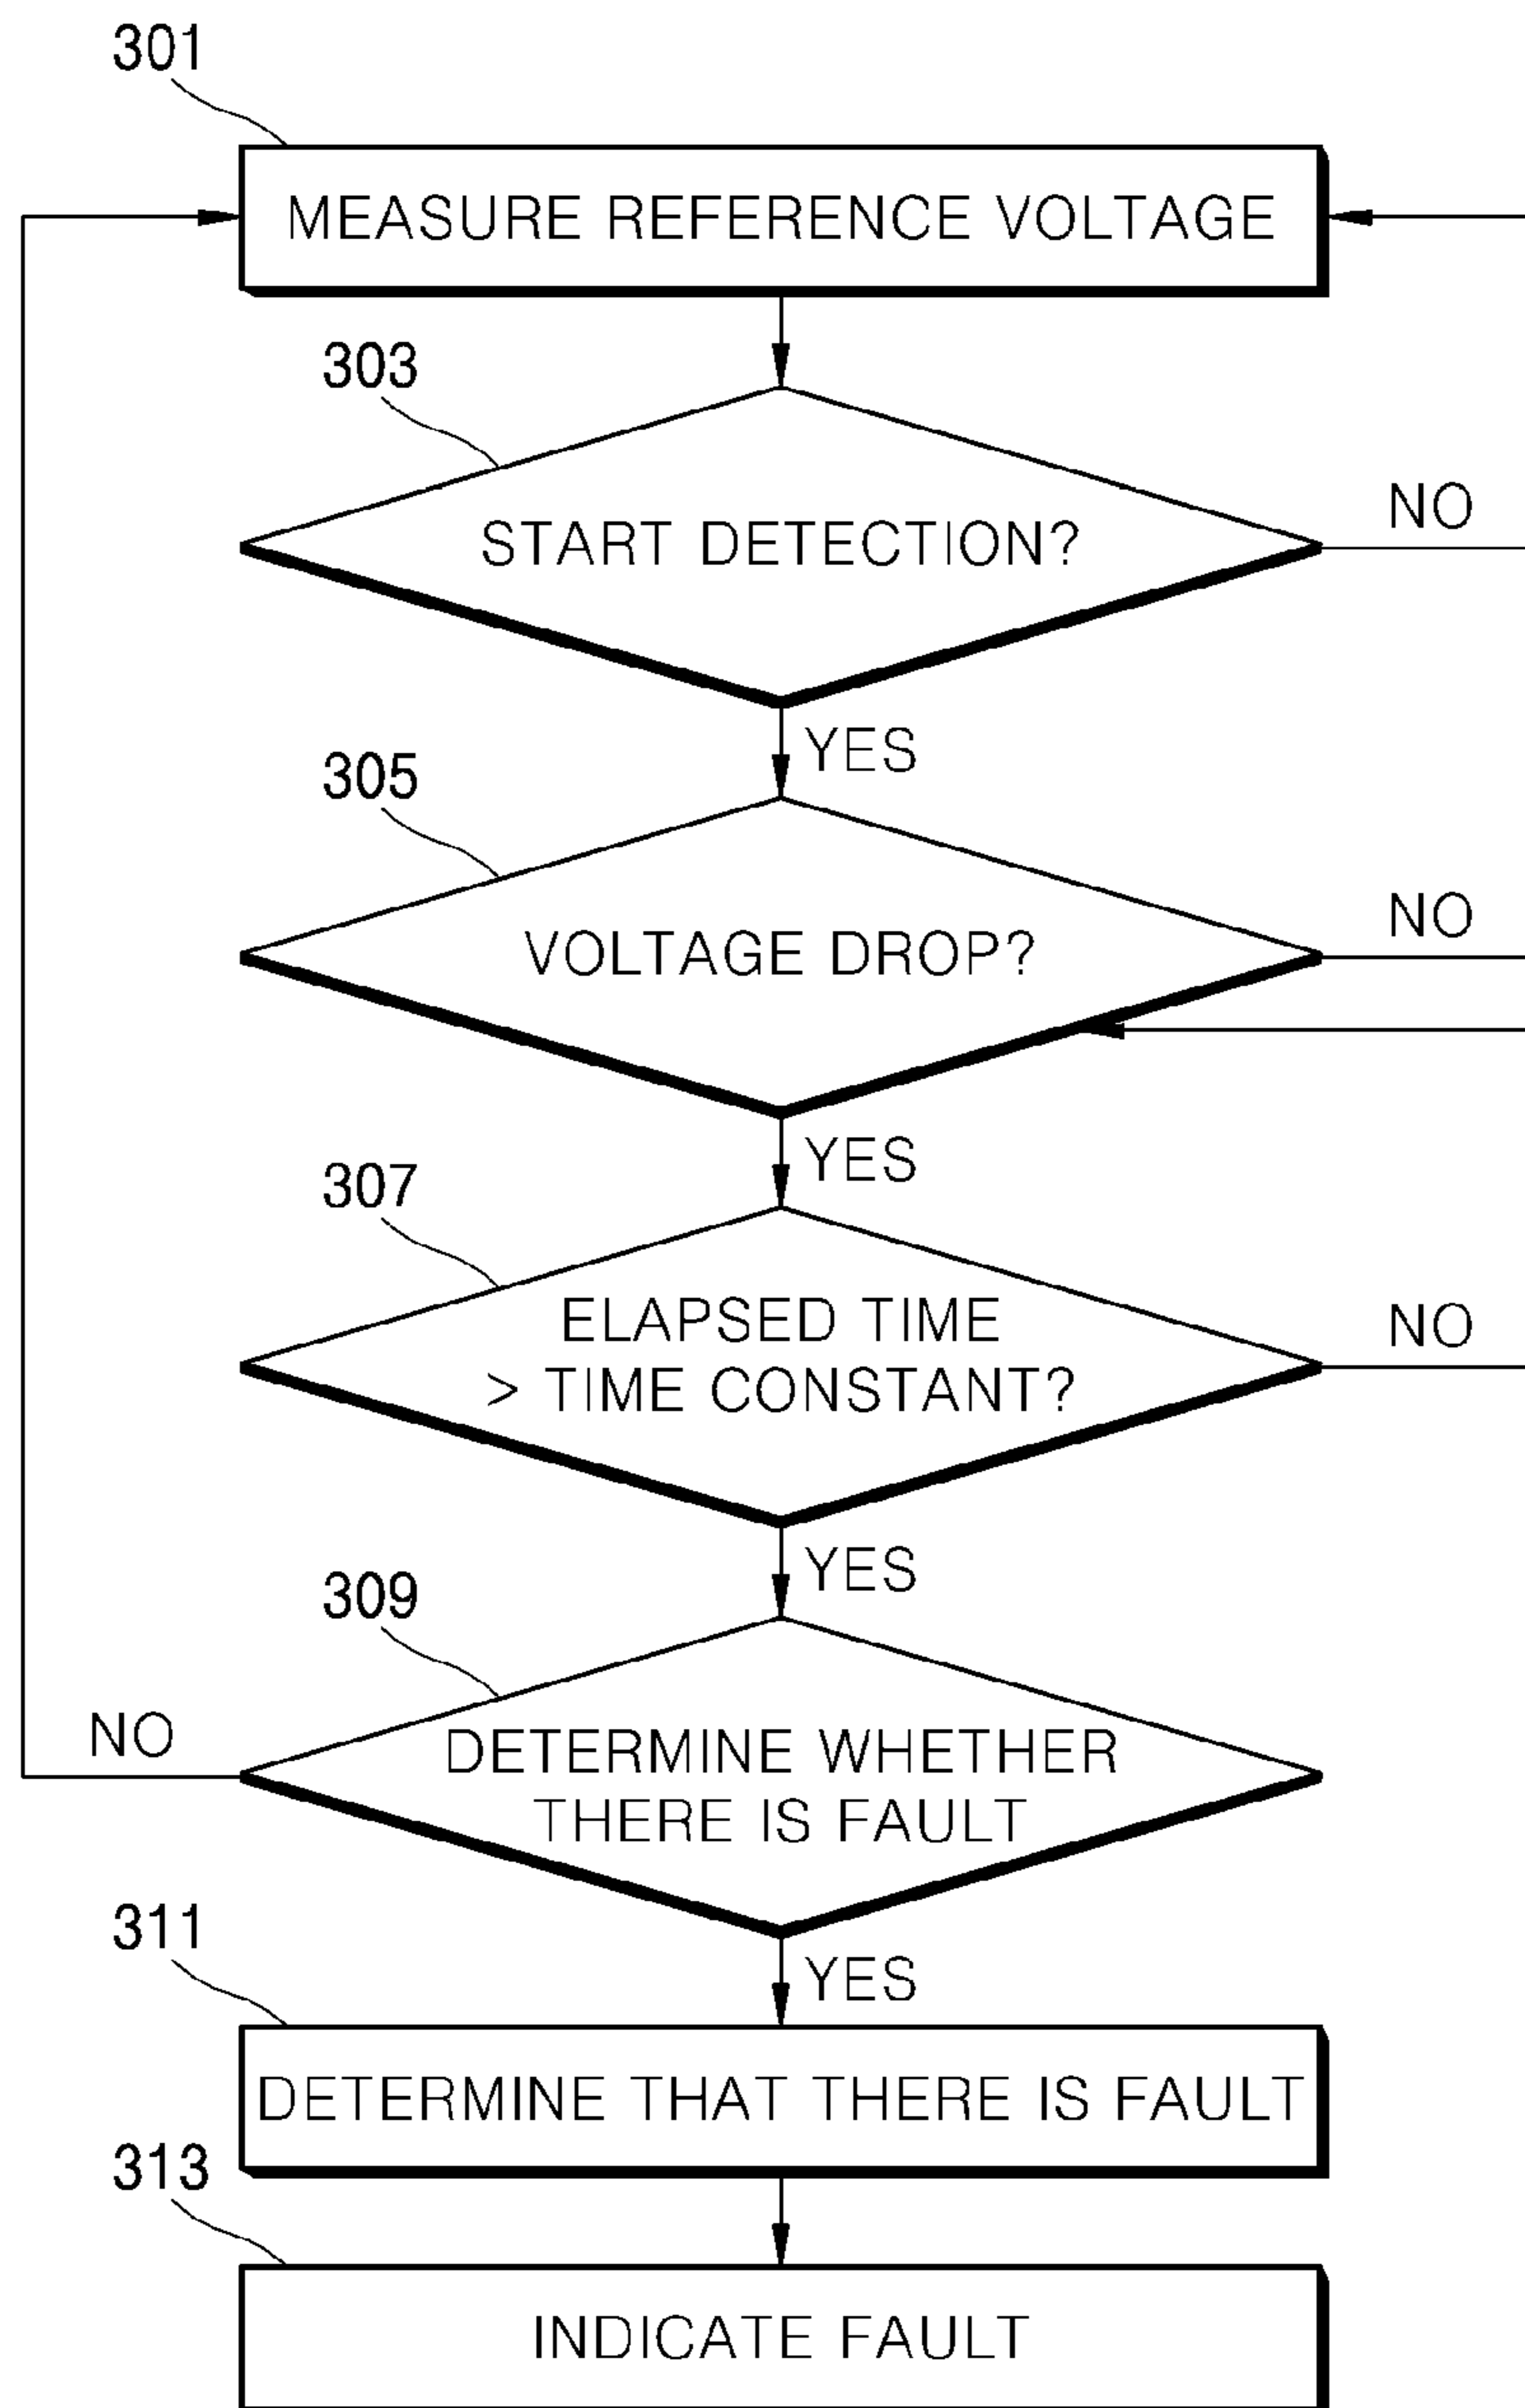 301
MEASURE REFERENCE VOLTAGE
303
START DETECTION?
NO
YES
305
VOLTAGE DROP?
NO
YES
307
ELAPSED TIME
> TIME CONSTANT?
NO
YES
309
DETERMINE WHETHER
THERE IS FAULT
NO
YES
311
DETERMINE THAT THERE IS FAULT
313
INDICATE FAULT